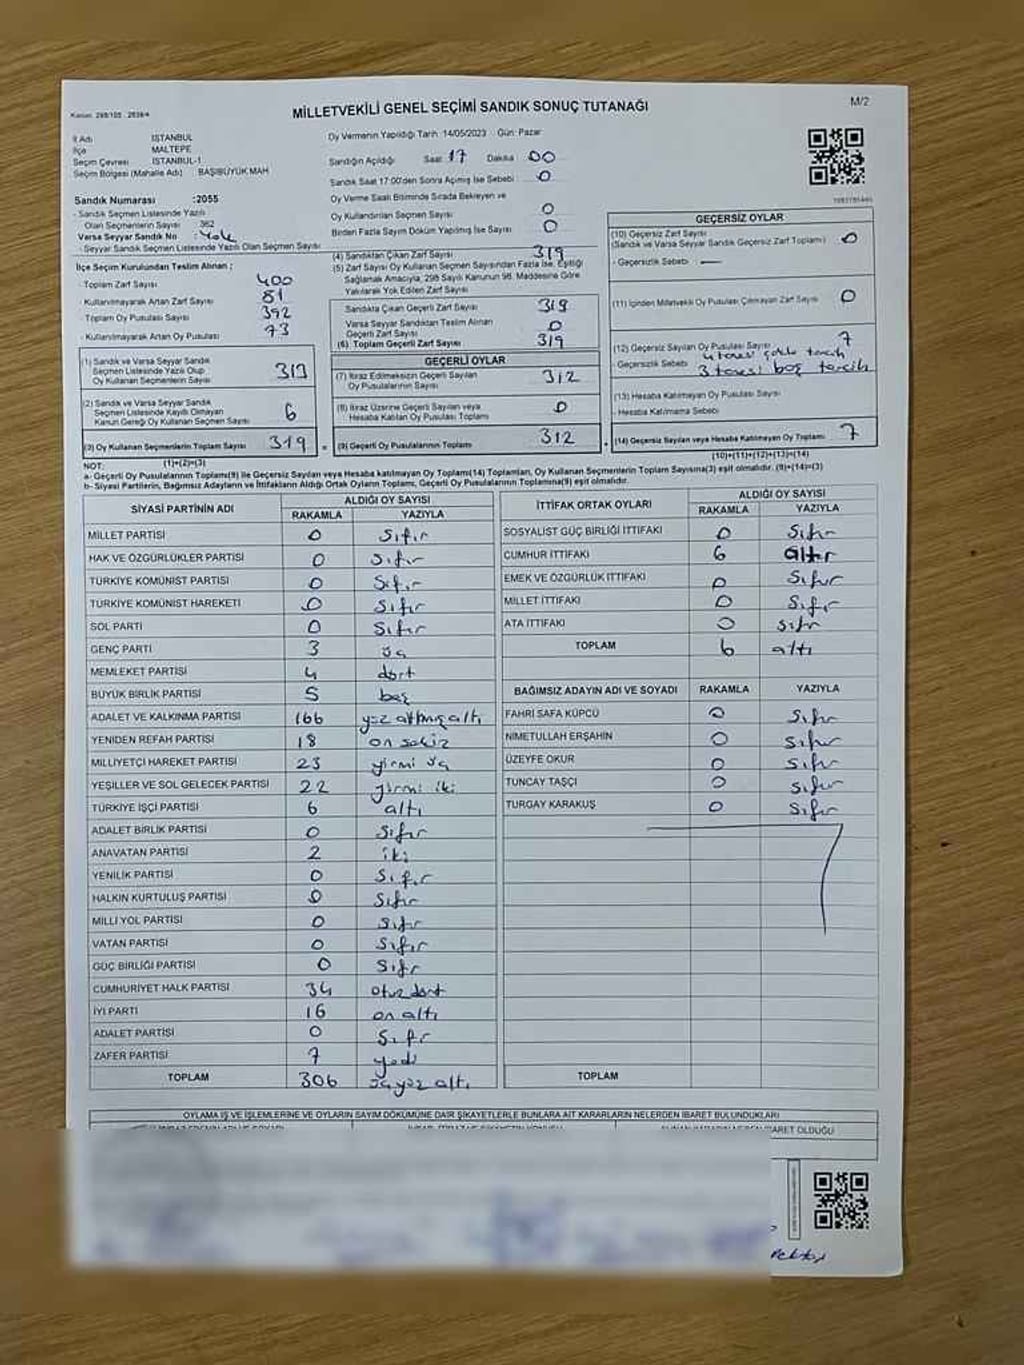 MİLLETVEKİLİ GENEL SEÇİMİ SANDIK SONUÇ TUTANAĞI
M/2
İl Adı İSTANBUL
İlçe MALTEPE
Seçim Çevresi İSTANBUL-1
Seçim Bölgesi (Mahalle Adı) BAŞIBÜYÜK MAH
Sandık Numarası :2055
- Sandık Seçmen Listesinde Yazılı
Olan Seçmenlerin Sayısı 382
Varsa Seyyar Sandık No : Yok
- Seyyar Sandık Seçmen Listesinde Yazılı Olan Seçmen Sayısı
İlçe Seçim Kurulundan Teslim Alınan ;
- Toplam Zarf Sayısı 400
- Kullanılmayarak Artan Zarf Sayısı 81
- Toplam Oy Pusulası Sayısı 392
- Kullanılmayarak Artan Oy Pusulası 73
(1) Sandık ve Varsa Seyyar Sandık
Seçmen Listesinde Yazılı Olup
Oy Kullanan Seçmenlerin Sayısı 313
(2) Sandık ve Varsa Seyyar Sandık
Seçmen Listesinde Kayıtlı Olmayan
Kanun Gereği Oy Kullanan Seçmen Sayısı 6
(3) Oy Kullanan Seçmenlerin Toplam Sayısı 319
(1)+(2)=(3)
Oy Vermenin Yapıldığı Tarih: 14/05/2023 Gün: Pazar
Sandığın Açıldığı Saat 17 Dakika 00
Sandık Saat 17:00'den Sonra Açılmış İse Sebebi 0
Oy Verme Saati Bitiminde Sırada Bekleyen ve
Oy Kullandırılan Seçmen Sayısı 0
Birden Fazla Sayım Döküm Yapılmış İse Sayısı 0
(4) Sandıktan Çıkan Zarf Sayısı 319
(5) Zarf Sayısı Oy Kullanan Seçmen Sayısından Fazla İse, Eşitliği
Sağlamak Amacıyla, 298 Sayılı Kanunun 98. Maddesine Göre
Yakılarak Yok Edilen Zarf Sayısı
Sandıkta Çıkan Geçerli Zarf Sayısı 319
Varsa Seyyar Sandıktan Teslim Alınan
Geçerli Zarf Sayısı 0
(6) Toplam Geçerli Zarf Sayısı 319
GEÇERLİ OYLAR
(7) İtiraz Edilmeksizin Geçerli Sayılan
Oy Pusulalarının Sayısı 312
(8) İtiraz Üzerine Geçerli Sayılan veya
Hesaba Katılan Oy Pusulası Toplamı 0
(9) Geçerli Oy Pusulalarının Toplamı 312
GEÇERSİZ OYLAR
(10) Geçersiz Zarf Sayısı
(Sandık ve Varsa Seyyar Sandık Geçersiz Zarf Toplamı) 0
- Geçersizlik Sebebi —
(11) İçinden Milletvekili Oy Pusulası Çıkmayan Zarf Sayısı 0
(12) Geçersiz Sayılan Oy Pusulası Sayısı 7
- Geçersizlik Sebebi 4 tanesi çoklu tercih
3 tanesi boş tercih
(13) Hesaba Katılmayan Oy Pusulası Sayısı
- Hesaba Katılmama Sebebi
(14) Geçersiz Sayılan veya Hesaba Katılmayan Oy Toplamı 7
(10)+(11)+(12)+(13)=(14)
NOT:
a- Geçerli Oy Pusulalarının Toplamı(9) ile Geçersiz Sayılan veya Hesaba katılmayan Oy Toplamı(14) Toplamları, Oy Kullanan Seçmenlerin Toplam Sayısına(3) eşit olmalıdır. (9)+(14)=(3)
b- Siyasi Partilerin, Bağımsız Adayların ve İttifakların Aldığı Ortak Oyların Toplamı, Geçerli Oy Pusulalarının Toplamına(9) eşit olmalıdır.
SİYASİ PARTİNİN ADI ALDIĞI OY SAYISI
RAKAMLA YAZIYLA
MİLLET PARTİSİ 0 Sıfır
HAK VE ÖZGÜRLÜKLER PARTİSİ 0 Sıfır
TÜRKİYE KOMÜNİST PARTİSİ 0 Sıfır
TÜRKİYE KOMÜNİST HAREKETİ 0 Sıfır
SOL PARTİ 0 Sıfır
GENÇ PARTİ 3 üç
MEMLEKET PARTİSİ 4 dört
BÜYÜK BİRLİK PARTİSİ 5 beş
ADALET VE KALKINMA PARTİSİ 166 yüz atmış altı
YENİDEN REFAH PARTİSİ 18 on sekiz
MİLLİYETÇİ HAREKET PARTİSİ 23 yirmi üç
YEŞİLLER VE SOL GELECEK PARTİSİ 22 yirmi iki
TÜRKİYE İŞÇİ PARTİSİ 6 altı
ADALET BİRLİK PARTİSİ 0 Sıfır
ANAVATAN PARTİSİ 2 iki
YENİLİK PARTİSİ 0 Sıfır
HALKIN KURTULUŞ PARTİSİ 0 Sıfır
MİLLİ YOL PARTİSİ 0 Sıfır
VATAN PARTİSİ 0 Sıfır
GÜÇ BİRLİĞİ PARTİSİ 0 Sıfır
CUMHURİYET HALK PARTİSİ 34 otuz dört
İYİ PARTİ 16 on altı
ADALET PARTİSİ 0 Sıfır
ZAFER PARTİSİ 7 yedi
TOPLAM 306 üçyüz altı
İTTİFAK ORTAK OYLARI ALDIĞI OY SAYISI
RAKAMLA YAZIYLA
SOSYALİST GÜÇ BİRLİĞİ İTTİFAKI 0 Sıfır
CUMHUR İTTİFAKI 6 altı
EMEK VE ÖZGÜRLÜK İTTİFAKI 0 Sıfır
MİLLET İTTİFAKI 0 Sıfır
ATA İTTİFAKI 0 sıfır
TOPLAM 6 altı
BAĞIMSIZ ADAYIN ADI VE SOYADI RAKAMLA YAZIYLA
FAHRİ SAFA KÜPCÜ 0 Sıfır
NİMETULLAH ERŞAHİN 0 Sıfır
ÜZEYFE OKUR 0 Sıfır
TUNCAY TAŞÇI 0 Sıfır
TURGAY KARAKUŞ 0 Sıfır
TOPLAM
OYLAMA İŞ VE İŞLEMLERİNE VE OYLARIN SAYIM DÖKÜMÜNE DAİR ŞİKAYETLERLE BUNLARA AİT KARARLARIN NELERDEN İBARET BULUNDUKLARI